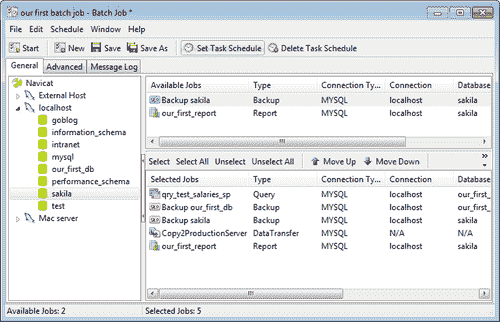 our first batch job - Batch Job *
File Edit Schedule Window Help
Start New Save Save As Set Task Schedule Delete Task Schedule
General Advanced Message Log
Navicat
External Host
localhost
goblog
information_schema
intranet
mysql
our_first_db
performance_schema
sakila
test
Mac server
Available Jobs Type Connection Ty... Connection Database
Backup sakila Backup MYSQL localhost sakila
our_first_report Report MYSQL localhost sakila
Select Select All Unselect Unselect All Move Up Move Down
Selected Jobs Type Connection Ty... Connection Database
qry_test_salaries_sp Query MYSQL localhost our_first_
Backup our_first_db Backup MYSQL localhost our_first_
Backup sakila Backup MYSQL localhost sakila
Copy2ProductionServer DataTransfer MYSQL N/A N/A
our_first_report Report MYSQL localhost sakila
Available Jobs: 2 Selected Jobs: 5